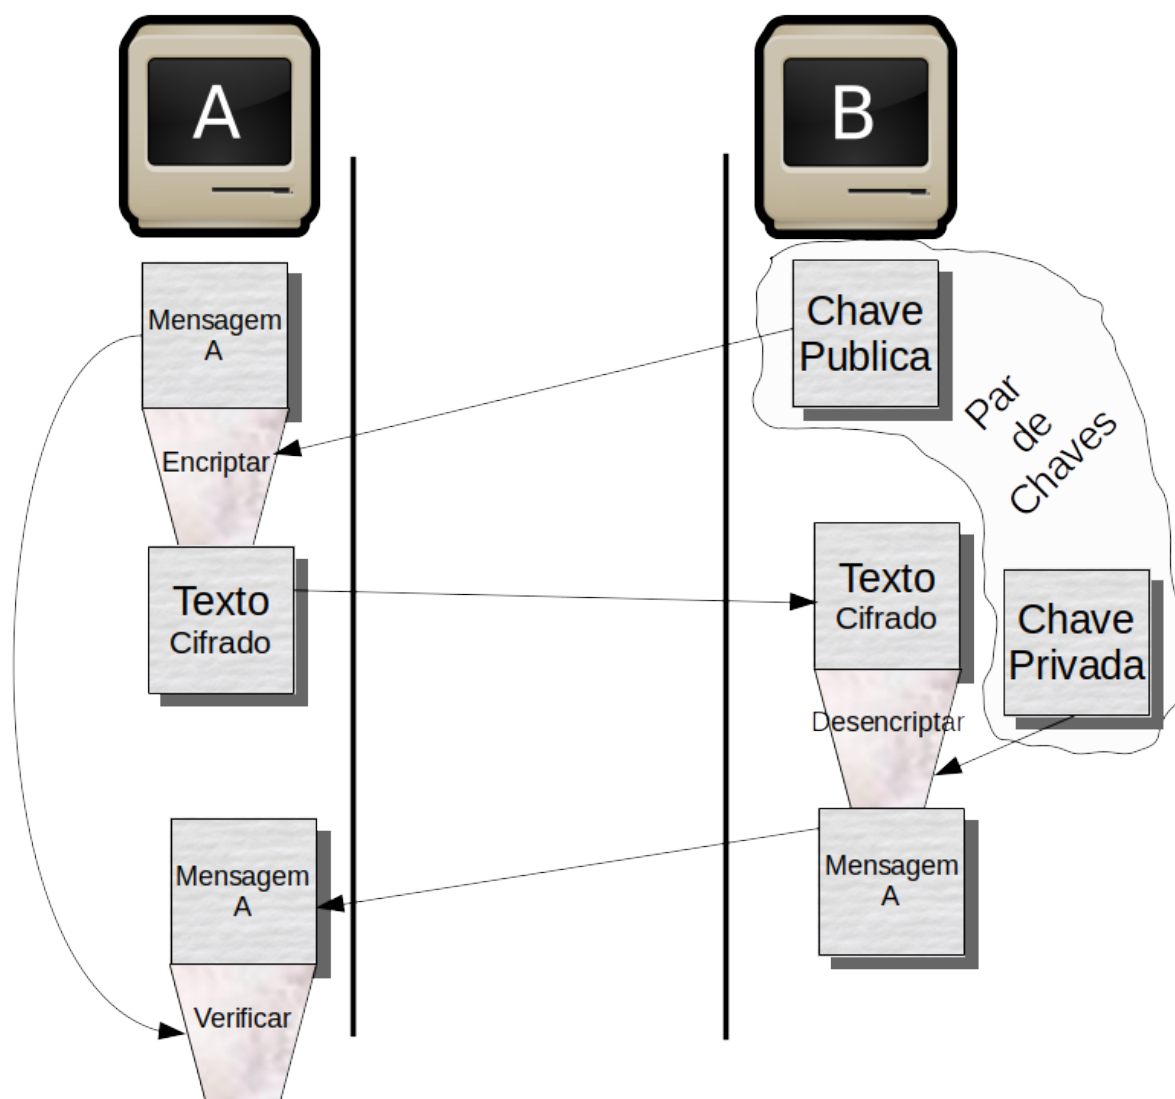 A
B
Mensagem
A
Encriptar
Texto
Cifrado
Chave
Publica
Par
de
Chaves
Texto
Cifrado
Chave
Privada
Desencriptar
Mensagem
A
Mensagem
A
Verificar